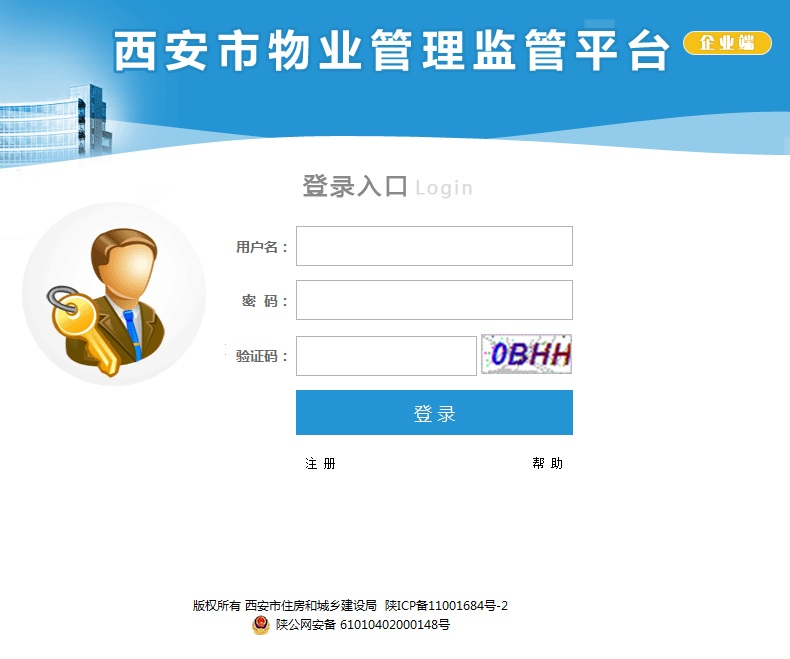 西安市物业管理监管平台 企业端
登录入口 Login
用户名：
密 码：
验证码： 0BHH
登 录
注 册 帮 助
版权所有 西安市住房和城乡建设局 陕ICP备11001684号-2
陕公网安备 61010402000148号